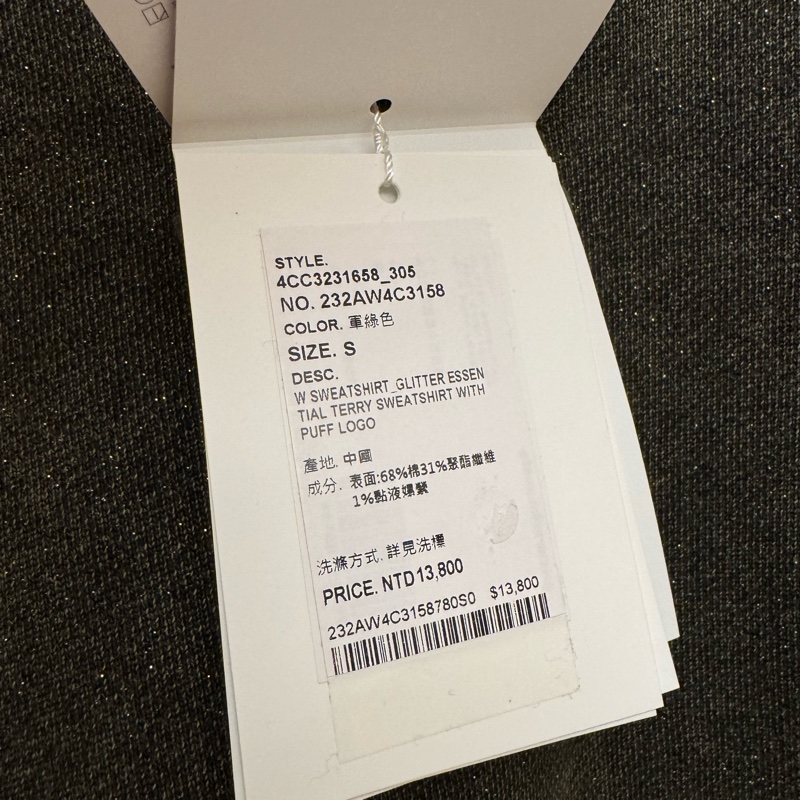 STYLE.
4CC3231658_305
NO. 232AW4C3158
COLOR. 軍綠色
SIZE. S
DESC.
W SWEATSHIRT_GLITTER ESSEN
TIAL TERRY SWEATSHIRT WITH
PUFF LOGO
產地. 中國
成分. 表面:68%棉31%聚酯纖維
1%黏液嫘縈
洗滌方式. 詳見洗標
PRICE. NTD13,800
232AW4C3158780S0 $13,800